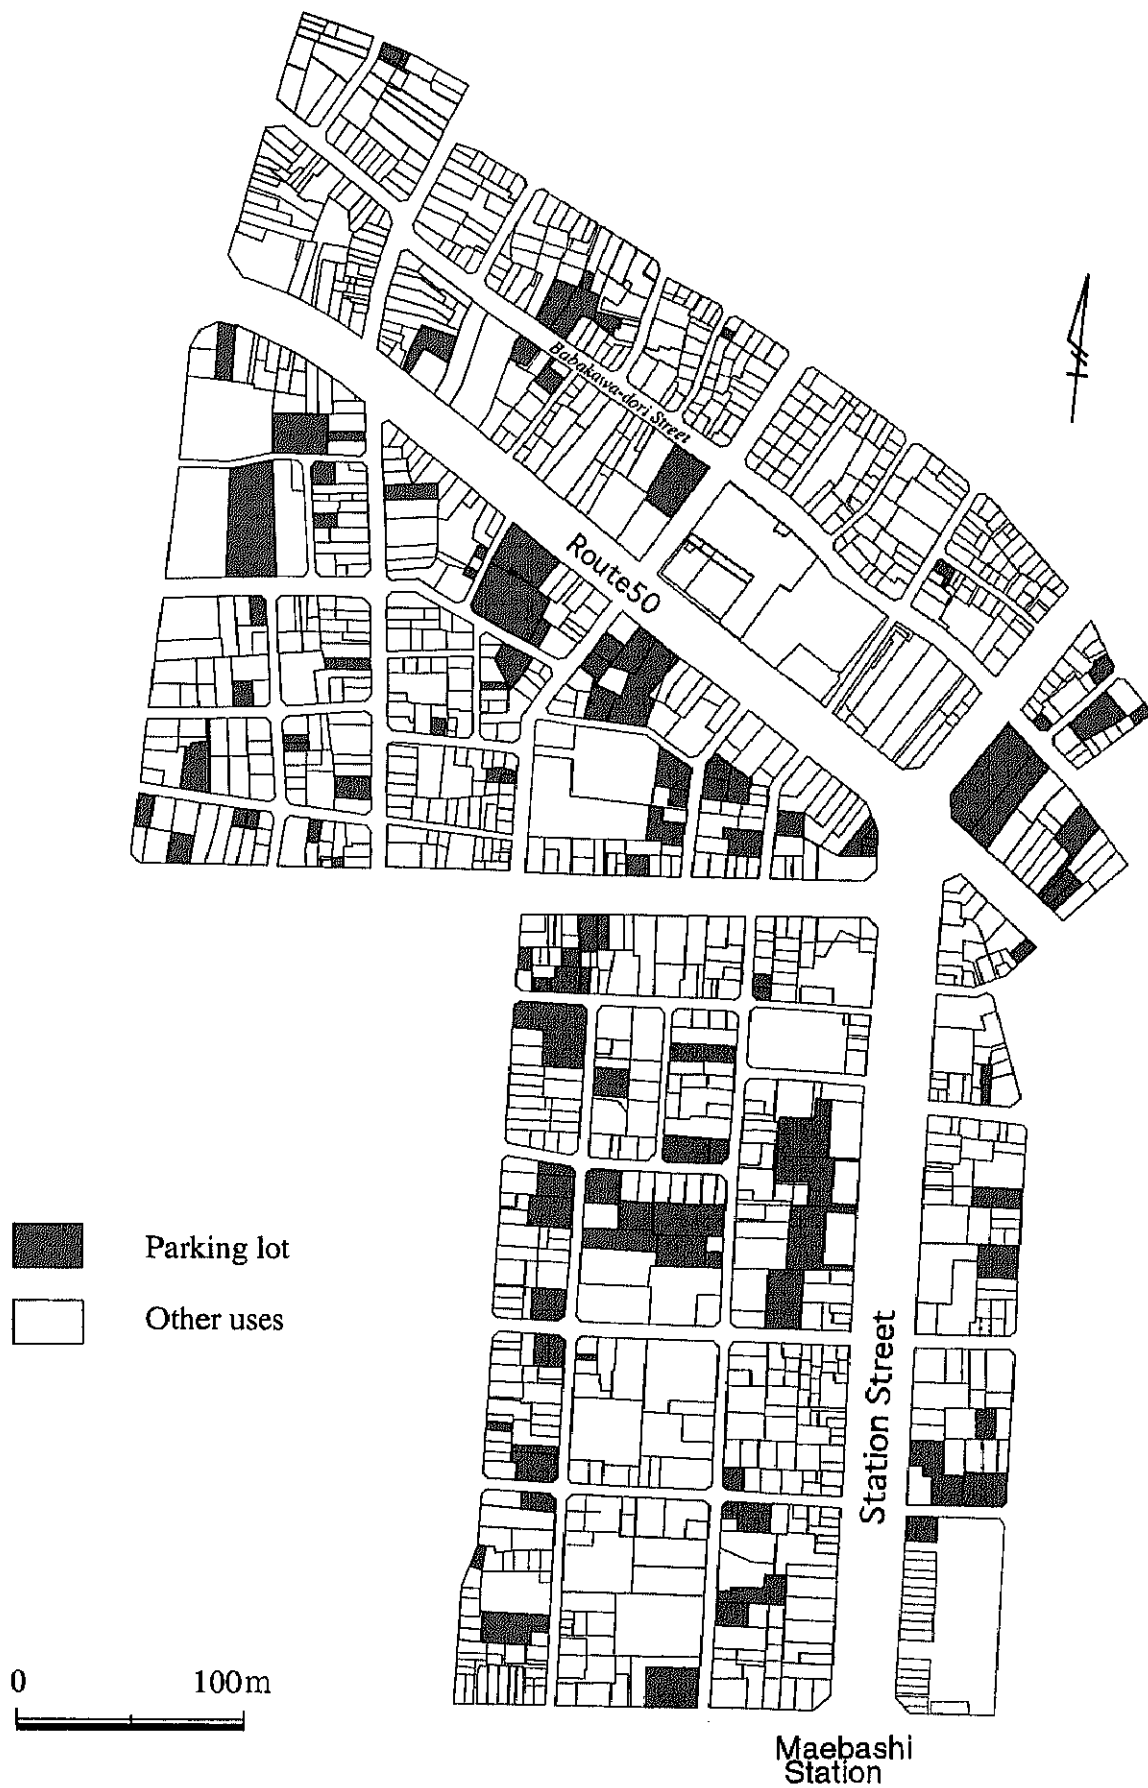 Babakawa-dori Street
Route50
Parking lot
Other uses
Station Street
0 100m
Maebashi
Station